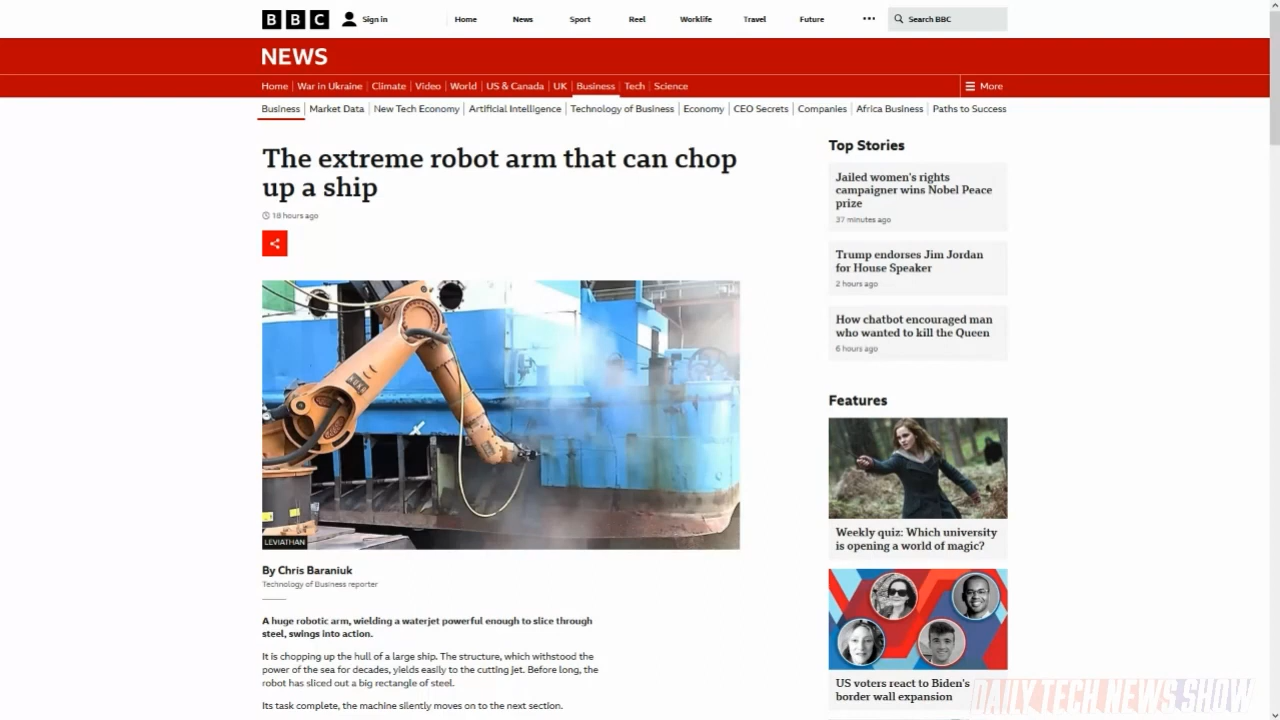 BBC
Sign in
Home
News
Sport
Reel
Worklife
Travel
Future
Search BBC
NEWS
Home
War in Ukraine
Climate
Video
World
US & Canada
UK
Business
Tech
Science
More
Business
Market Data
New Tech Economy
Artificial Intelligence
Technology of Business
Economy
CEO Secrets
Companies
Africa Business
Paths to Success
The extreme robot arm that can chop
up a ship
18 hours ago
LEVIATHAN
By Chris Baraniuk
Technology of Business reporter
A huge robotic arm, wielding a waterjet powerful enough to slice through
steel, swings into action.
It is chopping up the hull of a large ship. The structure, which withstood the
power of the sea for decades, yields easily to the cutting jet. Before long, the
robot has sliced out a big rectangle of steel.
Its task complete, the machine silently moves on to the next section.
Top Stories
Jailed women's rights
campaigner wins Nobel Peace
prize
37 minutes ago
Trump endorses Jim Jordan
for House Speaker
2 hours ago
How chatbot encouraged man
who wanted to kill the Queen
6 hours ago
Features
Weekly quiz: Which university
is opening a world of magic?
US voters react to Biden's
border wall expansion
DAILY TECH NEWS SHOW